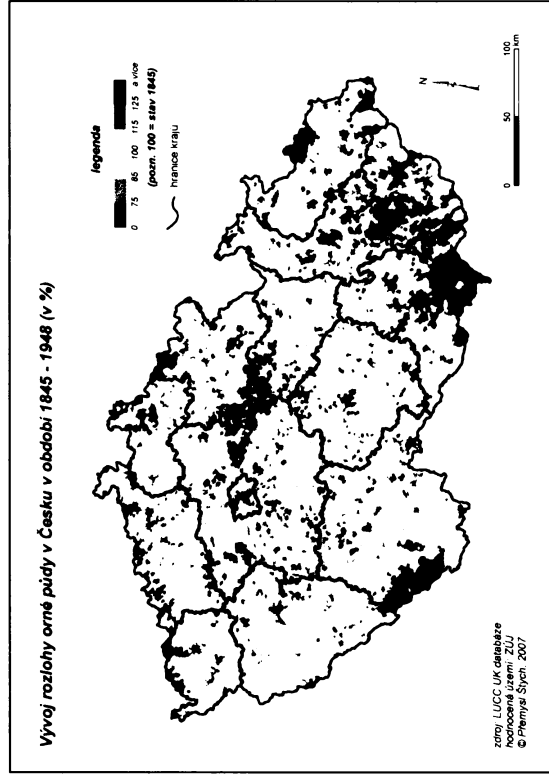 Vývoj rozlohy orné půdy v Česku v období 1845 - 1948 (v %)
legenda
0 75 85 100 115 125 a více
(pozn. 100 = stav 1845)
hranice krajů
N
0 50 100
km
zdroj: LUCC UK databáze
hodnocená území: ZÚJ
© Přemysl Štych, 2007